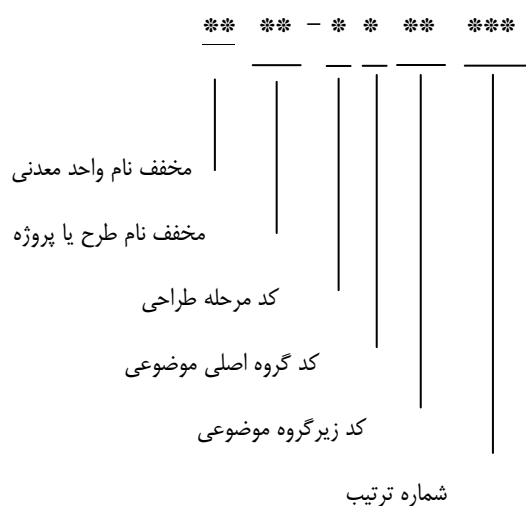 ** ** – * * ** ***
مخفف نام واحد معدنی
مخفف نام طرح یا پروژه
کد مرحله طراحی
کد گروه اصلی موضوعی
کد زیرگروه موضوعی
شماره ترتیب